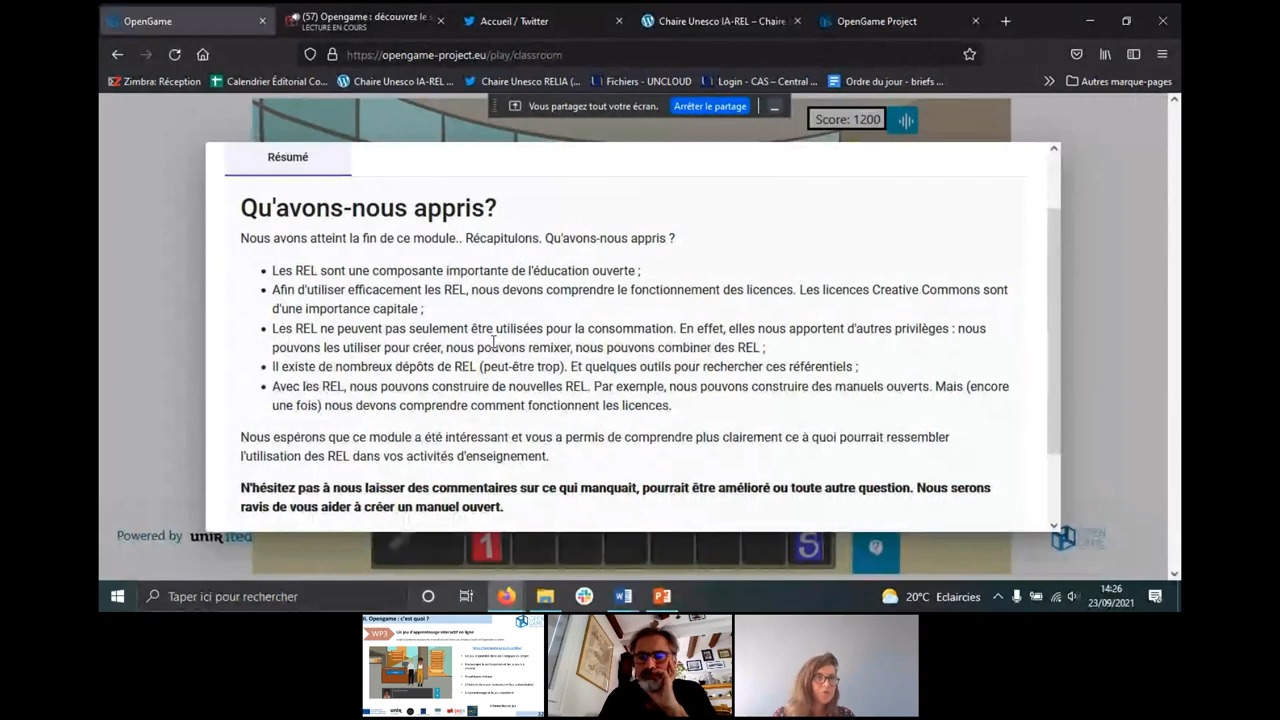 OpenGame
(57) Opengame : découvrez le s
LECTURE EN COURS
Accueil / Twitter
Chaire Unesco IA-REL – Chaire
OpenGame Project
https://opengame-project.eu/play/classroom
Zimbra: Réception
Calendrier Éditorial Co...
Chaire Unesco IA-REL ...
Chaire Unesco RELIA (...
Fichiers - UNCLOUD
Login - CAS – Central ...
Ordre du jour - briefs ...
Autres marque-pages
Vous partagez tout votre écran.
Arrêter le partage
Score: 1200
Résumé
Qu'avons-nous appris?
Nous avons atteint la fin de ce module.. Récapitulons. Qu'avons-nous appris ?
• Les REL sont une composante importante de l'éducation ouverte ;
• Afin d'utiliser efficacement les REL, nous devons comprendre le fonctionnement des licences. Les licences Creative Commons sont
d'une importance capitale ;
• Les REL ne peuvent pas seulement être utilisées pour la consommation. En effet, elles nous apportent d'autres privilèges : nous
pouvons les utiliser pour créer, nous pouvons remixer, nous pouvons combiner des REL ;
• Il existe de nombreux dépôts de REL (peut-être trop). Et quelques outils pour rechercher ces référentiels ;
• Avec les REL, nous pouvons construire de nouvelles REL. Par exemple, nous pouvons construire des manuels ouverts. Mais (encore
une fois) nous devons comprendre comment fonctionnent les licences.
Nous espérons que ce module a été intéressant et vous a permis de comprendre plus clairement ce à quoi pourrait ressembler
l'utilisation des REL dans vos activités d'enseignement.
N'hésitez pas à nous laisser des commentaires sur ce qui manquait, pourrait être amélioré ou toute autre question. Nous serons
ravis de vous aider à créer un manuel ouvert.
Powered by
1
5
Taper ici pour rechercher
20°C Eclaircies
14:26
23/09/2021
II. Opengame : c'est quoi ?
WP3
Un jeu d'apprentissage interactif en ligne